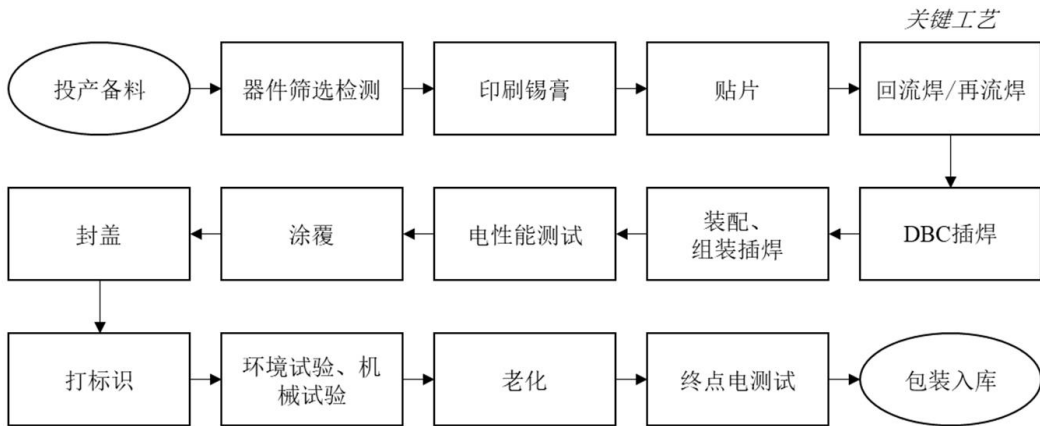 关键工艺
投产备料
器件筛选检测
印刷锡膏
贴片
回流焊/再流焊
DBC插焊
装配、
组装插焊
电性能测试
涂覆
封盖
打标识
环境试验、机
械试验
老化
终点电测试
包装入库